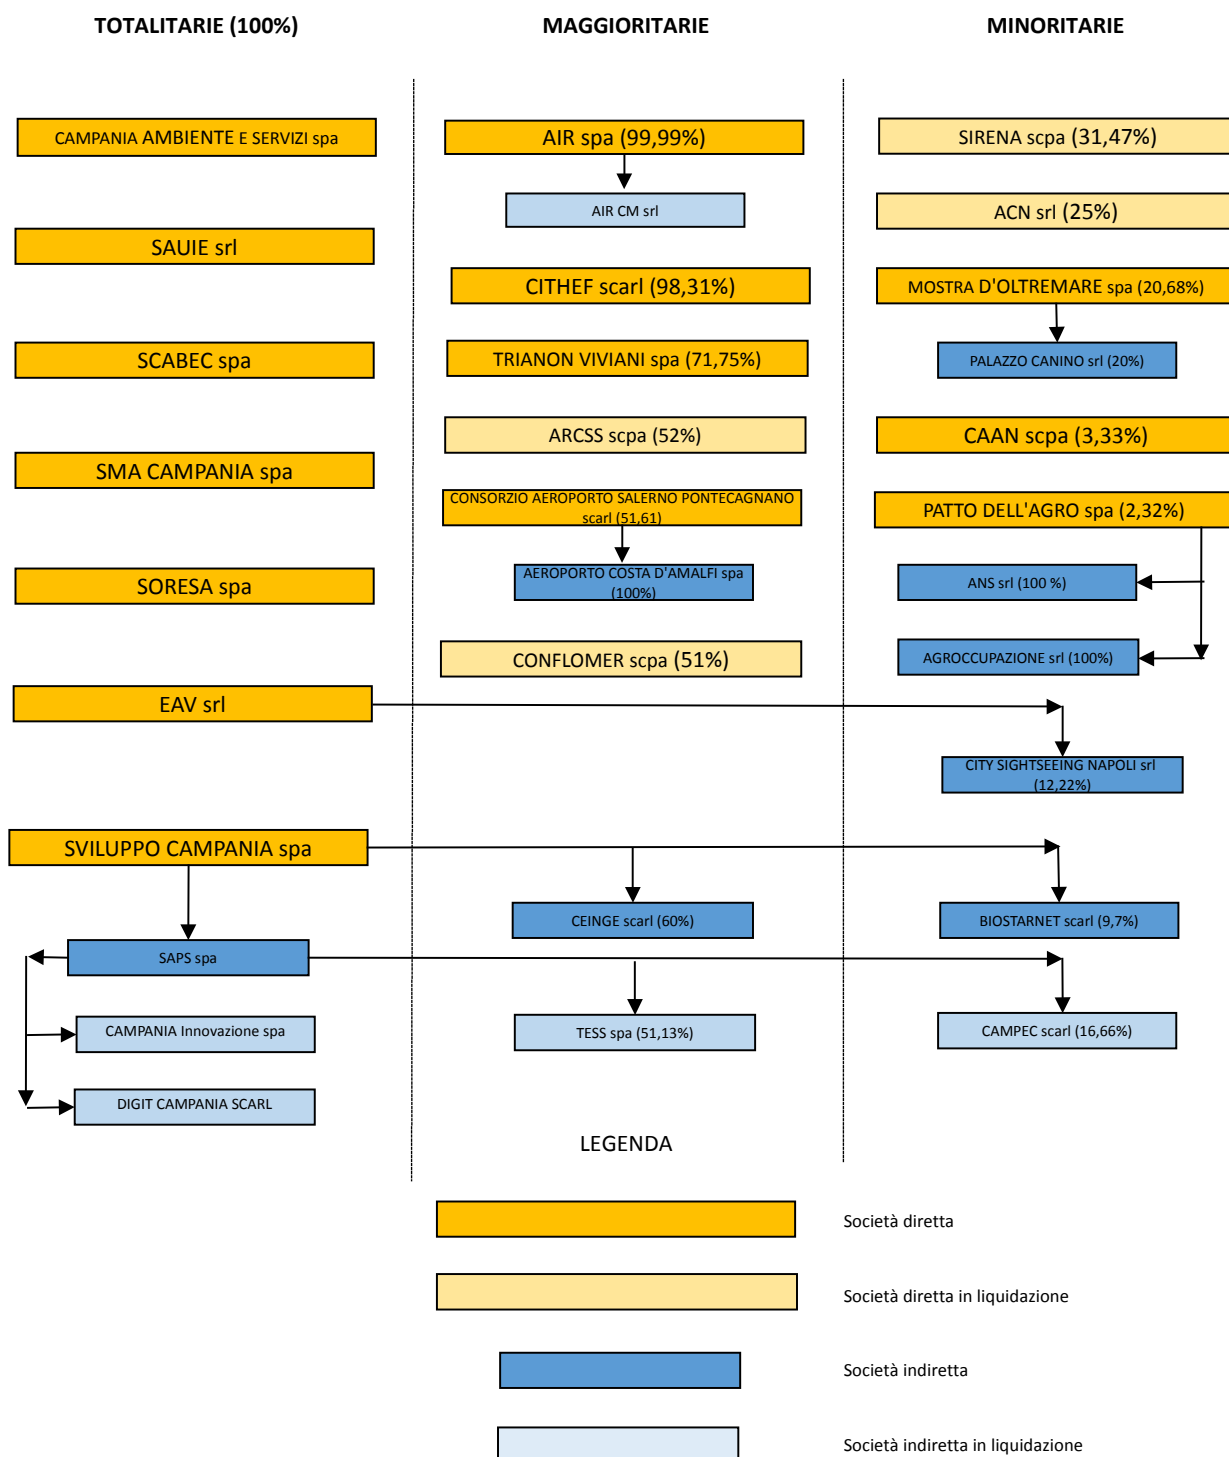 TOTALITARIE (100%)
MAGGIORITARIE
MINORITARIE
CAMPANIA AMBIENTE E SERVIZI spa
AIR spa (99,99%)
SIRENA scpa (31,47%)
AIR CM srl
ACN srl (25%)
SAUIE srl
CITHEF scarl (98,31%)
MOSTRA D'OLTREMARE spa (20,68%)
SCABEC spa
TRIANON VIVIANI spa (71,75%)
PALAZZO CANINO srl (20%)
ARCSS scpa (52%)
CAAN scpa (3,33%)
SMA CAMPANIA spa
CONSORZIO AEROPORTO SALERNO PONTECAGNANO
scarl (51,61)
PATTO DELL'AGRO spa (2,32%)
SORESA spa
AEROPORTO COSTA D'AMALFI spa
(100%)
ANS srl (100 %)
CONFLOMER scpa (51%)
AGROCCUPAZIONE srl (100%)
EAV srl
CITY SIGHTSEEING NAPOLI srl
(12,22%)
SVILUPPO CAMPANIA spa
CEINGE scarl (60%)
BIOSTARNET scarl (9,7%)
SAPS spa
CAMPANIA Innovazione spa
TESS spa (51,13%)
CAMPEC scarl (16,66%)
DIGIT CAMPANIA SCARL
LEGENDA
Società diretta
Società diretta in liquidazione
Società indiretta
Società indiretta in liquidazione